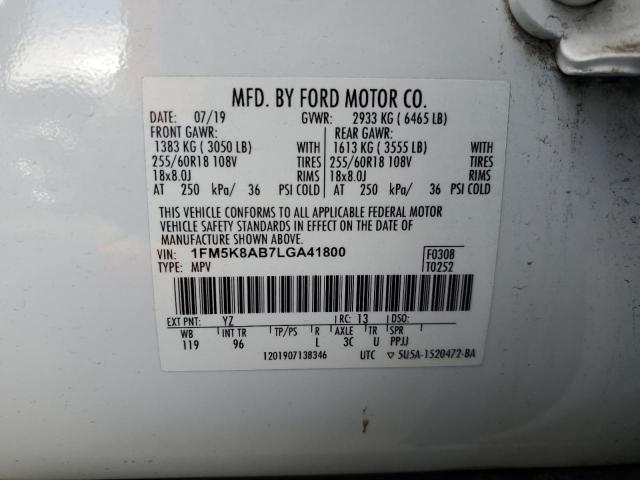 MFD. BY FORD MOTOR CO.
DATE: 07/19 GVWR: 2933 KG ( 6465 LB)
FRONT GAWR: REAR GAWR:
1383 KG ( 3050 LB) WITH 1613 KG ( 3555 LB) WITH
255/60R18 108V TIRES 255/60R18 108V TIRES
18x8.0J RIMS 18x8.0J RIMS
AT 250 kPa/ 36 PSI COLD AT 250 kPa/ 36 PSI COLD
THIS VEHICLE CONFORMS TO ALL APPLICABLE FEDERAL MOTOR
VEHICLE SAFETY STANDARDS IN EFFECT ON THE DATE OF
MANUFACTURE SHOWN ABOVE.
VIN: 1FM5K8AB7LGA41800 F0308
TYPE: MPV T0252
EXT PNT: YZ RC: 13 DSO:
WB INT TR TP/PS R AXLE TR SPR
119 96 L 3C U PPJJ
1201907138346 UTC ▽ 5U5A-1520472-BA